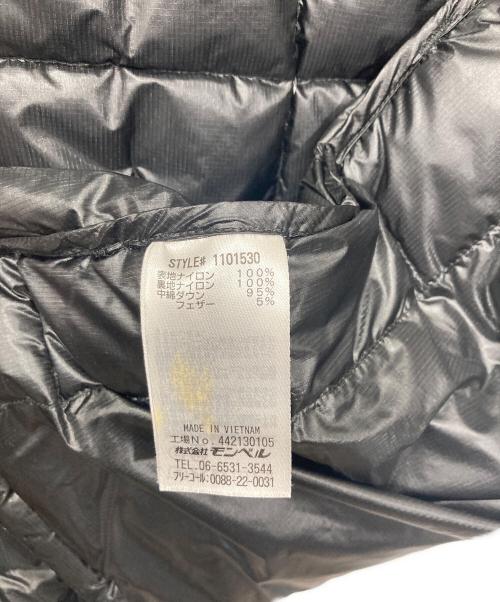 STYLE# 1101530
表地ナイロン 100%
裏地ナイロン 100%
中綿ダウン 95%
フェザー 5%
MADE IN VIETNAM
工場No. 442130105
株式会社モンベル
TEL.06-6531-3544
フリーコール:0088-22-0031